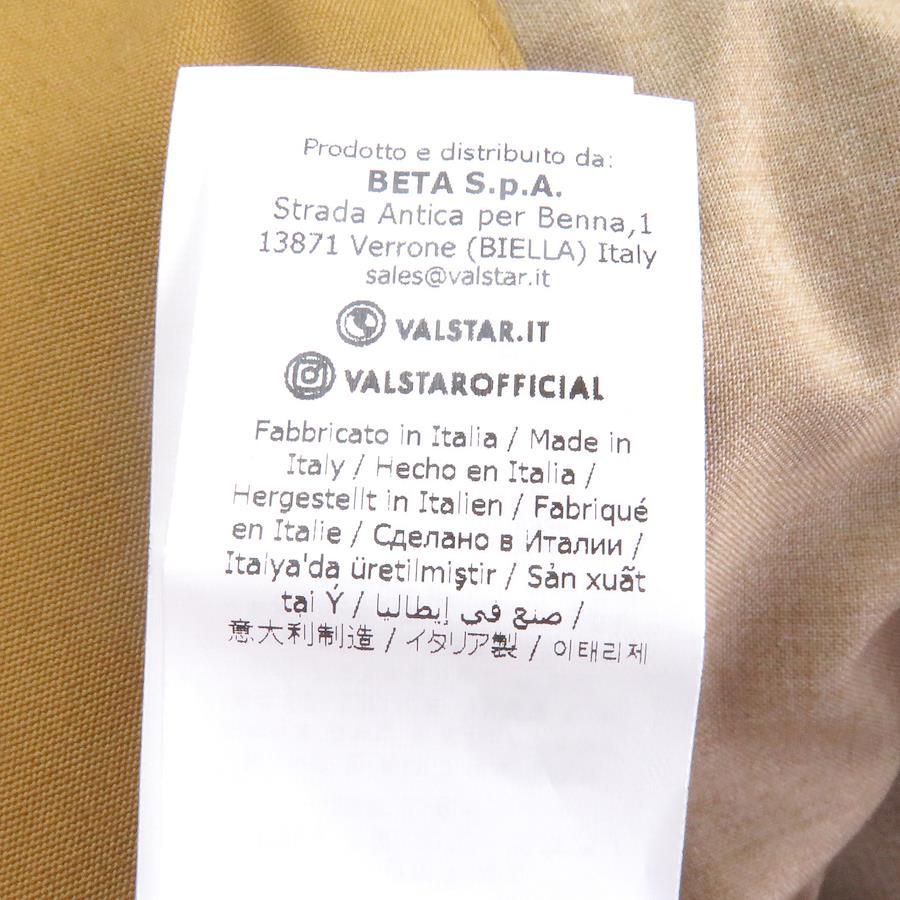 Prodotto e distribuito da:
BETA S.p.A.
Strada Antica per Benna,1
13871 Verrone (BIELLA) Italy
sales@valstar.it
VALSTAR.IT
VALSTAROFFICIAL
Fabbricato in Italia / Made in
Italy / Hecho en Italia /
Hergestellt in Italien / Fabriqué
en Italie / Сделано в Италии /
Italya'da üretilmiştir / Sản xuất
tại Ý / صنع في إيطاليا /
意大利制造 / イタリア製 / 이태리제